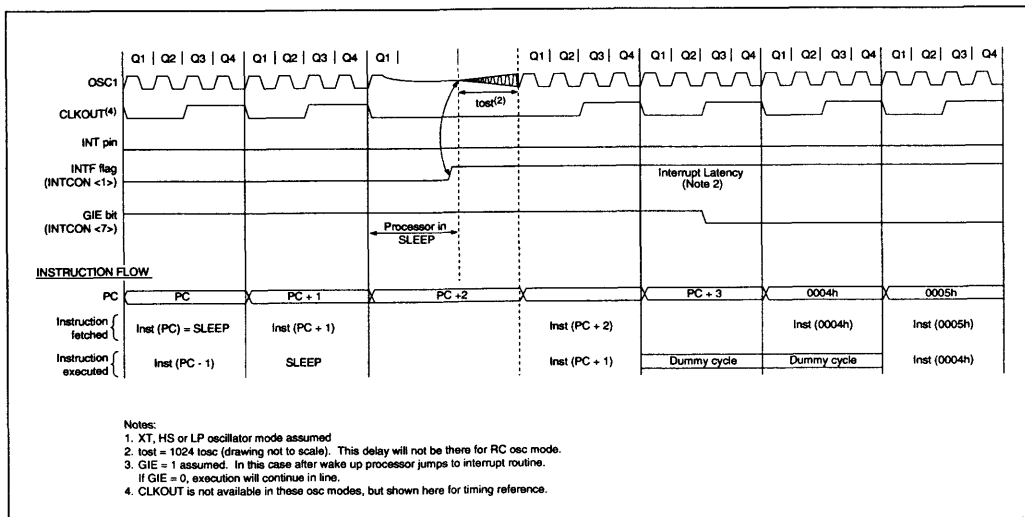 Q1 | Q2 | Q3 | Q4 Q1 | Q2 | Q3 | Q4 Q1 | Q1 | Q2 | Q3 | Q4 Q1 | Q2 | Q3 | Q4 Q1 | Q2 | Q3 | Q4 Q1 | Q2 | Q3 | Q4
OSC1
tost(2)
CLKOUT(4)
INT pin
INTF flag
(INTCON <1>)
Interrupt Latency
(Note 2)
GIE bit
(INTCON <7>)
Processor in
SLEEP
INSTRUCTION FLOW
PC PC PC + 1 PC +2 PC + 3 0004h 0005h
Instruction
fetched
Inst (PC) = SLEEP Inst (PC + 1) Inst (PC + 2) Inst (0004h) Inst (0005h)
Instruction
executed
Inst (PC - 1) SLEEP Inst (PC + 1) Dummy cycle Dummy cycle Inst (0004h)
Notes:
1. XT, HS or LP oscillator mode assumed
2. tost = 1024 tosc (drawing not to scale). This delay will not be there for RC osc mode.
3. GIE = 1 assumed. In this case after wake up processor jumps to interrupt routine.
If GIE = 0, execution will continue in line.
4. CLKOUT is not available in these osc modes, but shown here for timing reference.